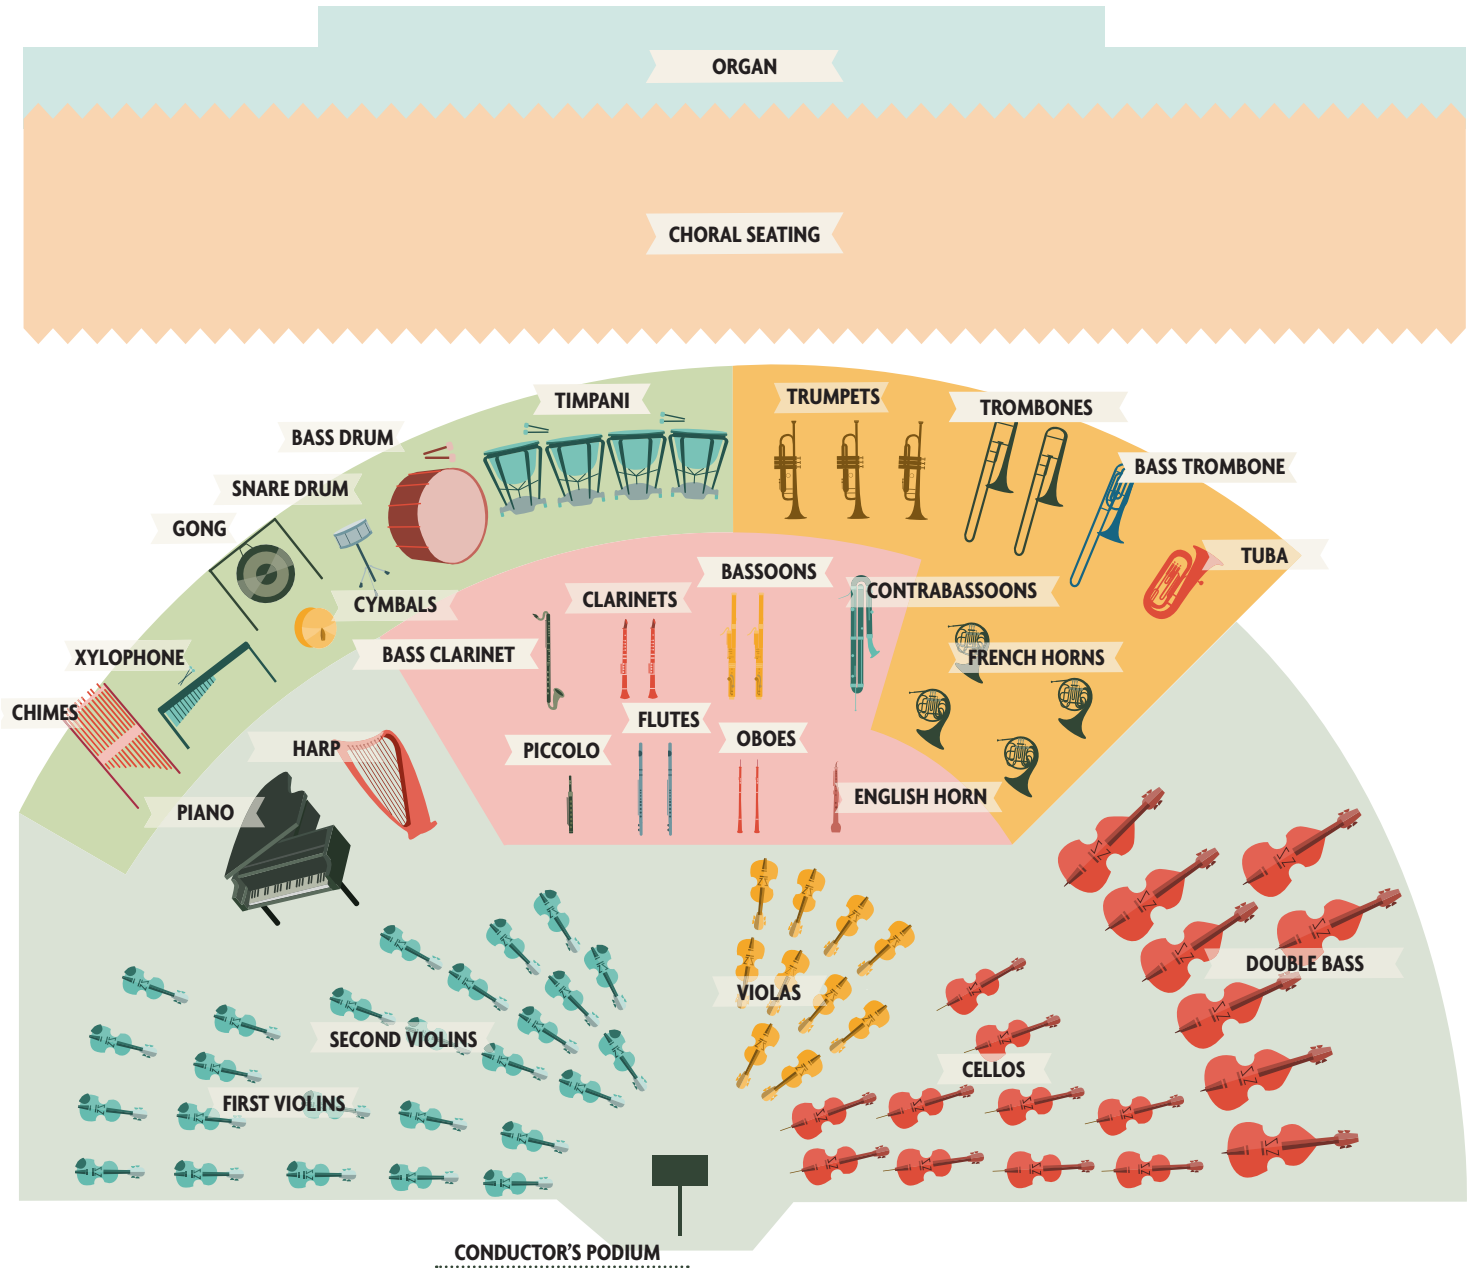 ORGAN
CHORAL SEATING
TIMPANI
TRUMPETS
TROMBONES
BASS DRUM
BASS TROMBONE
SNARE DRUM
GONG
TUBA
BASSOONS
CONTRABASSOONS
CLARINETS
CYMBALS
BASS CLARINET
XYLOPHONE
FRENCH HORNS
CHIMES
FLUTES
OBOES
HARP
PICCOLO
ENGLISH HORN
PIANO
DOUBLE BASS
VIOLAS
SECOND VIOLINS
CELLOS
FIRST VIOLINS
CONDUCTOR'S PODIUM